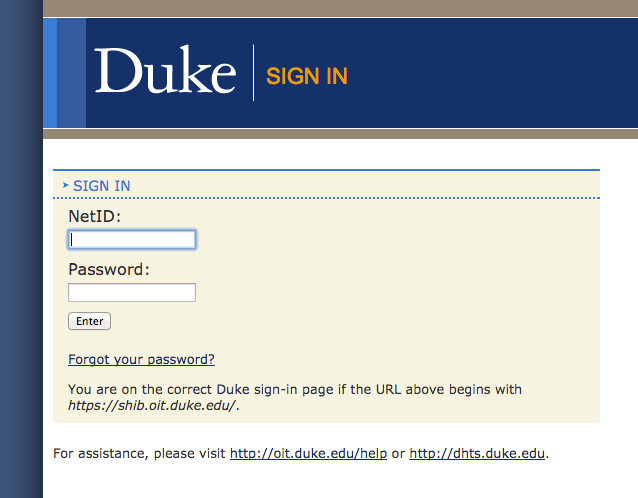 Duke SIGN IN
SIGN IN
NetID:
Password:
Enter
Forgot your password?
You are on the correct Duke sign-in page if the URL above begins with
https://shib.oit.duke.edu/.
For assistance, please visit http://oit.duke.edu/help or http://dhts.duke.edu.